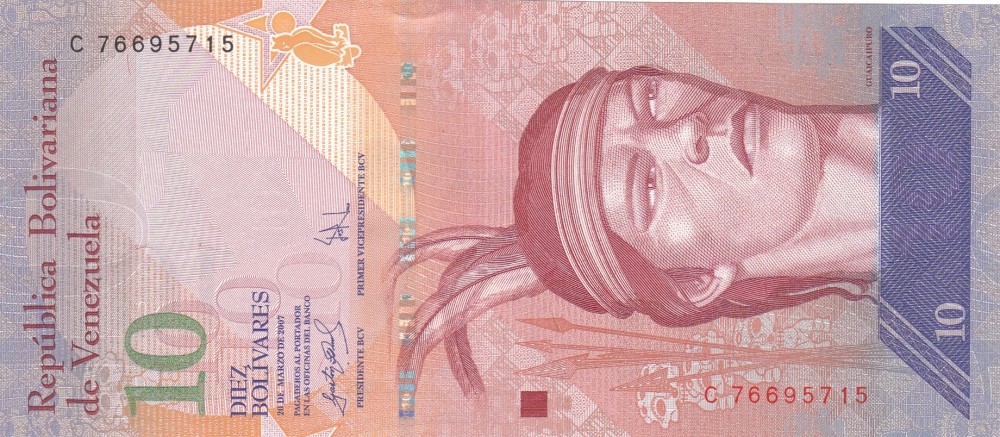 C 76695715
República Bolivariana
de Venezuela
10
DIEZ
BOLÍVARES
20 DE MARZO DE 2007
PAGADEROS AL PORTADOR
EN LAS OFICINAS DEL BANCO
PRESIDENTE BCV
PRIMER VICEPRESIDENTE BCV
GUAICAIPURO
10
10
C 76695715